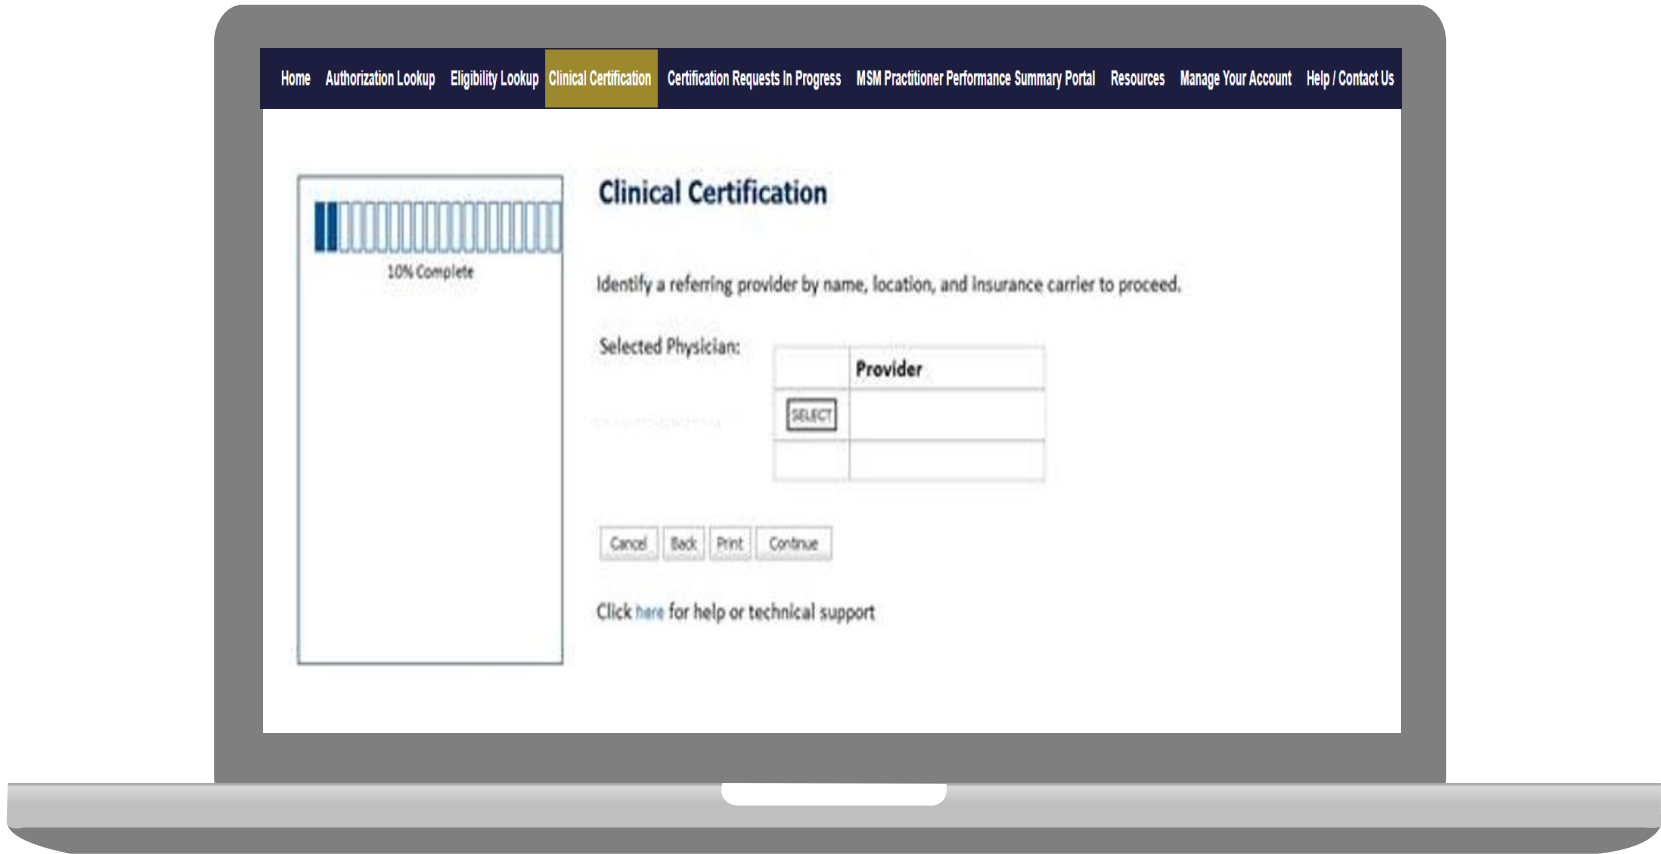 Home Authorization Lookup Eligibility Lookup Clinical Certification Certification Requests In Progress MSM Practitioner Performance Summary Portal Resources Manage Your Account Help / Contact Us
Clinical Certification
10% Complete
Identify a referring provider by name, location, and insurance carrier to proceed.
Selected Physician:
Provider
SELECT
Cancel Back Print Continue
Click here for help or technical support